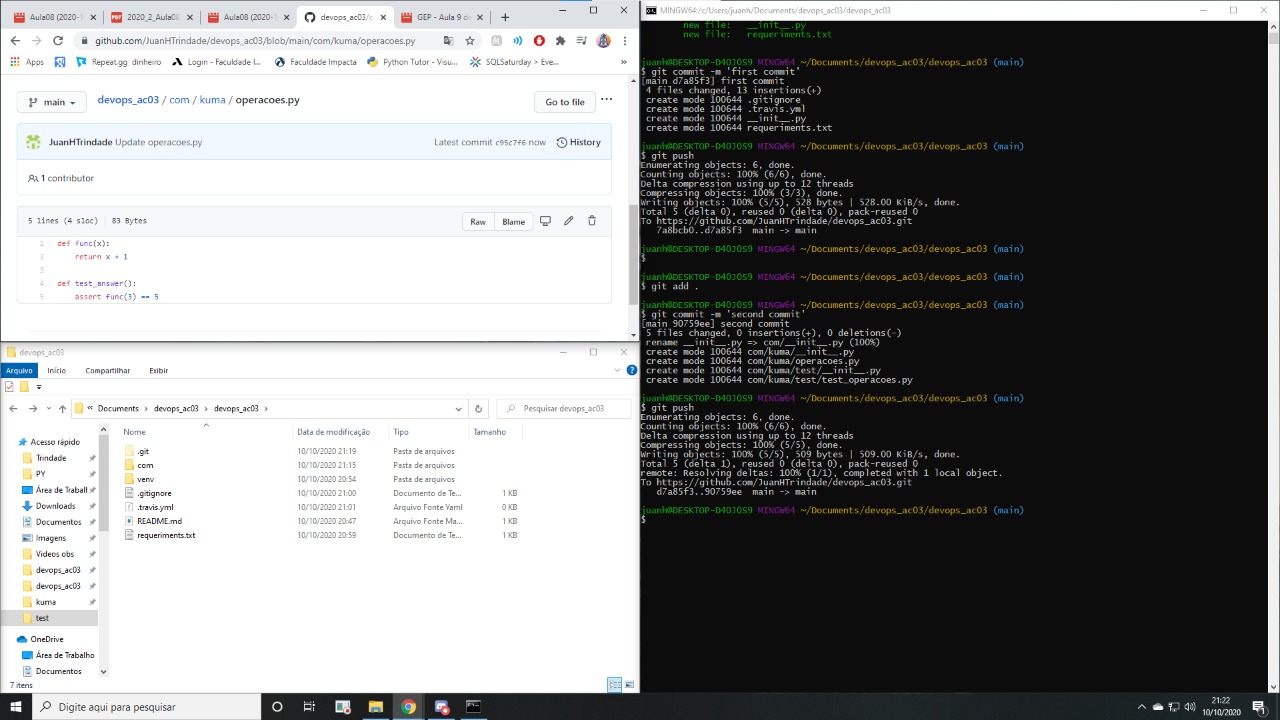 AulaNB
AulaNB 080520
devops_ac03/c
CEP - Aula 9
github.com/JuanHTrindade/devops_ac03/blob/main/com/kuma/operacoes.py
Apps
Repeat.gg dinheiro
Login - Faculdade I...
Faculdade Impacta
Python Tutor - Visu...
SQLSaturday > Eve...
main
devops_ac03 / com / kuma / operacoes.py
Go to file
JuanHTrindade Update operacoes.py
Latest commit c95c7f6 now
History
1 contributor
5 lines (4 sloc) | 83 Bytes
Raw
Blame
1 def func(x):
2 return x + 1
3
4 def test_answer():
5 assert func(3) == 5
devops_ac03
Arquivo
Início
Compartilhar
Exibir
Documents > devops_ac03 > devops_ac03 >
Pesquisar devops_ac03
Nome
Data de modificação
Tipo
Tamanho
.git 10/10/2020 21:19 Pasta de arquivos
com 10/10/2020 21:15 Pasta de arquivos
venv 10/10/2020 20:54 Pasta de arquivos
.gitignore 10/10/2020 21:00 Documento de Te... 1 KB
.travis.yml 10/10/2020 21:01 Arquivo Fonte Yaml 0 KB
README.md 10/10/2020 20:47 Arquivo Fonte Ma... 1 KB
requeriments.txt 10/10/2020 20:59 Documento de Te... 1 KB
Acesso rápido
Trindade
py
Área de Traball
Downloads
Documentos
Imagens
Videos
devops_ac03
devops_ac03
kuma
test
OneDrive
Área de Trabalho
Documentos
7 itens
MINGW64:/c/Users/juanh/Documents/devops_ac03/devops_ac03
new file: __init__.py
new file: requeriments.txt
juanh@DESKTOP-D40J0S9 MINGW64 ~/Documents/devops_ac03/devops_ac03 (main)
$ git commit -m 'first commit'
[main d7a85f3] first commit
4 files changed, 13 insertions(+)
create mode 100644 .gitignore
create mode 100644 .travis.yml
create mode 100644 __init__.py
create mode 100644 requeriments.txt
juanh@DESKTOP-D40J0S9 MINGW64 ~/Documents/devops_ac03/devops_ac03 (main)
$ git push
Enumerating objects: 6, done.
Counting objects: 100% (6/6), done.
Delta compression using up to 12 threads
Compressing objects: 100% (3/3), done.
Writing objects: 100% (5/5), 528 bytes | 528.00 KiB/s, done.
Total 5 (delta 0), reused 0 (delta 0), pack-reused 0
To https://github.com/JuanHTrindade/devops_ac03.git
7a8bcb0..d7a85f3 main -> main
juanh@DESKTOP-D40J0S9 MINGW64 ~/Documents/devops_ac03/devops_ac03 (main)
$
juanh@DESKTOP-D40J0S9 MINGW64 ~/Documents/devops_ac03/devops_ac03 (main)
$ git add .
juanh@DESKTOP-D40J0S9 MINGW64 ~/Documents/devops_ac03/devops_ac03 (main)
$ git commit -m 'second commit'
[main 90759ee] second commit
5 files changed, 0 insertions(+), 0 deletions(-)
rename __init__.py => com/__init__.py (100%)
create mode 100644 com/kuma/__init__.py
create mode 100644 com/kuma/operacoes.py
create mode 100644 com/kuma/test/__init__.py
create mode 100644 com/kuma/test/test_operacoes.py
juanh@DESKTOP-D40J0S9 MINGW64 ~/Documents/devops_ac03/devops_ac03 (main)
$ git push
Enumerating objects: 6, done.
Counting objects: 100% (6/6), done.
Delta compression using up to 12 threads
Compressing objects: 100% (5/5), done.
Writing objects: 100% (5/5), 509 bytes | 509.00 KiB/s, done.
Total 5 (delta 1), reused 0 (delta 0), pack-reused 0
remote: Resolving deltas: 100% (1/1), completed with 1 local object.
To https://github.com/JuanHTrindade/devops_ac03.git
d7a85f3..90759ee main -> main
juanh@DESKTOP-D40J0S9 MINGW64 ~/Documents/devops_ac03/devops_ac03 (main)
$
Digite aqui para pesquisar
21:22
10/10/2020